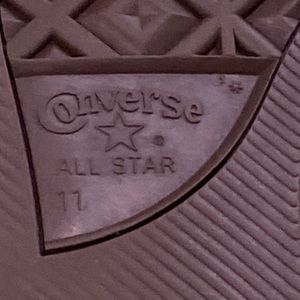 Converse
®
ALL STAR
11